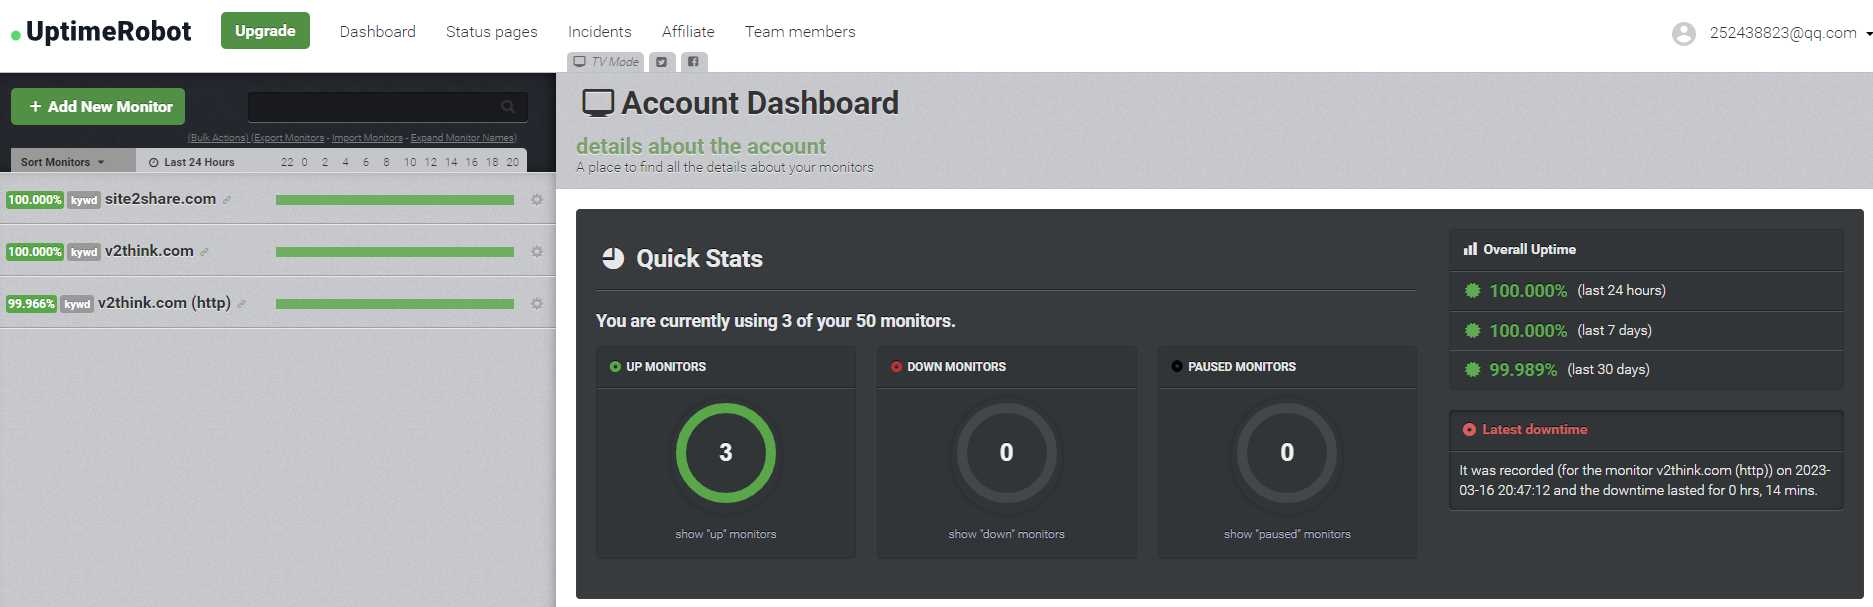 UptimeRobot
Upgrade
Dashboard
Status pages
Incidents
Affiliate
Team members
252438823@qq.com
TV Mode
+ Add New Monitor
(Bulk Actions) (Export Monitors - Import Monitors - Expand Monitor Names)
Sort Monitors
Last 24 Hours
22 0 2 4 6 8 10 12 14 16 18 20
100.000% kywd site2share.com
100.000% kywd v2think.com
99.966% kywd v2think.com (http)
Account Dashboard
details about the account
A place to find all the details about your monitors
Quick Stats
You are currently using 3 of your 50 monitors.
UP MONITORS
3
show "up" monitors
DOWN MONITORS
0
show "down" monitors
PAUSED MONITORS
0
show "paused" monitors
Overall Uptime
100.000% (last 24 hours)
100.000% (last 7 days)
99.989% (last 30 days)
Latest downtime
It was recorded (for the monitor v2think.com (http)) on 2023-
03-16 20:47:12 and the downtime lasted for 0 hrs, 14 mins.